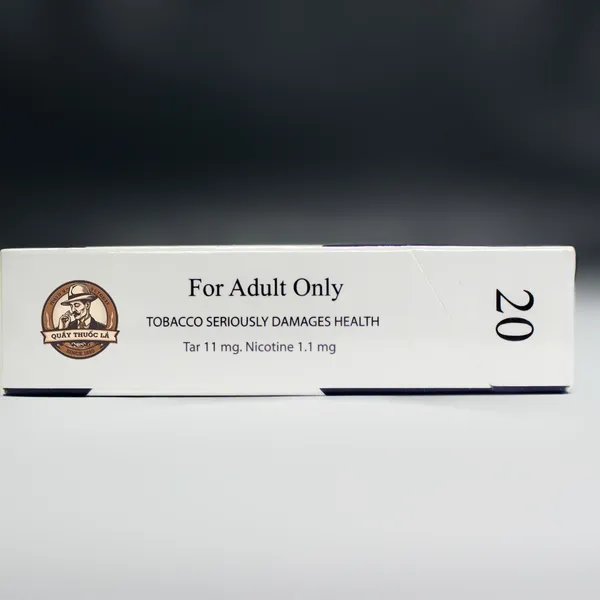 For Adult Only
TOBACCO SERIOUSLY DAMAGES HEALTH
Tar 11 mg. Nicotine 1.1 mg
20
QUẦY THUỐC LÁ